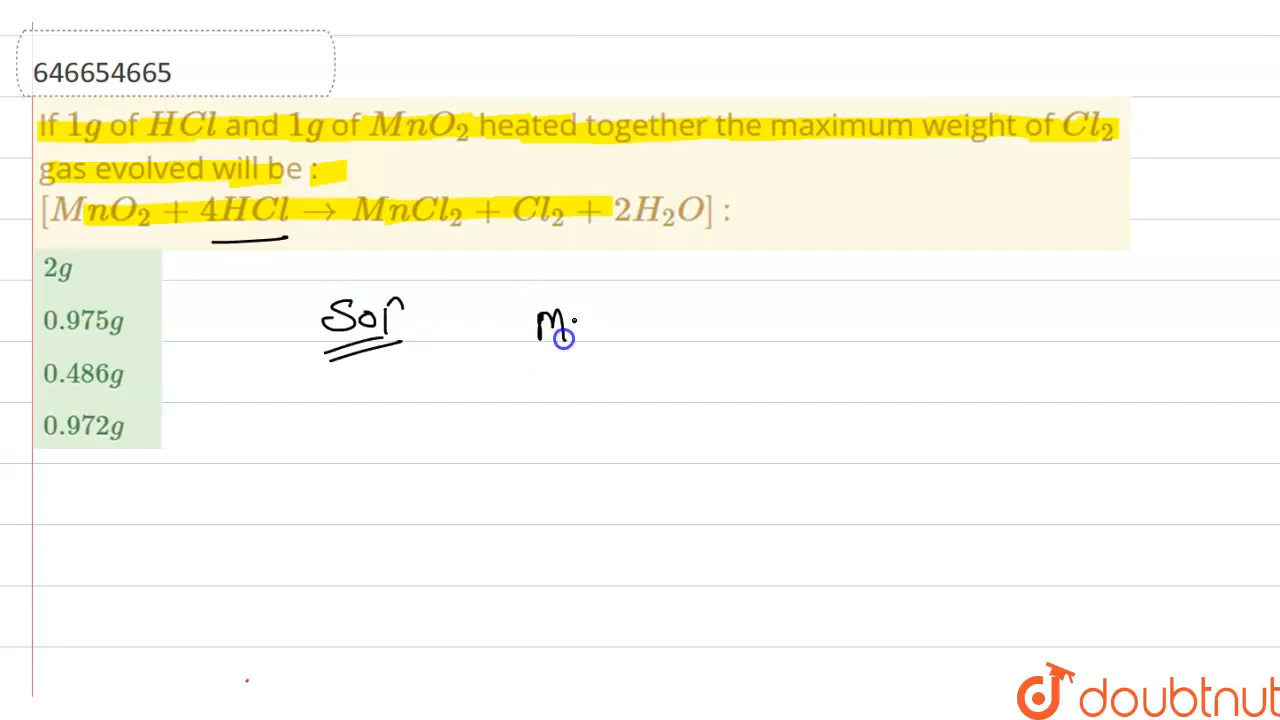 646654665
If 1g of HCl and 1g of MnO₂ heated together the maximum weight of Cl₂
gas evolved will be :
[MnO₂ + 4HCl → MnCl₂ + Cl₂ + 2H₂O] :
2g
0.975g
0.486g
0.972g
Solⁿ M
doubtnut